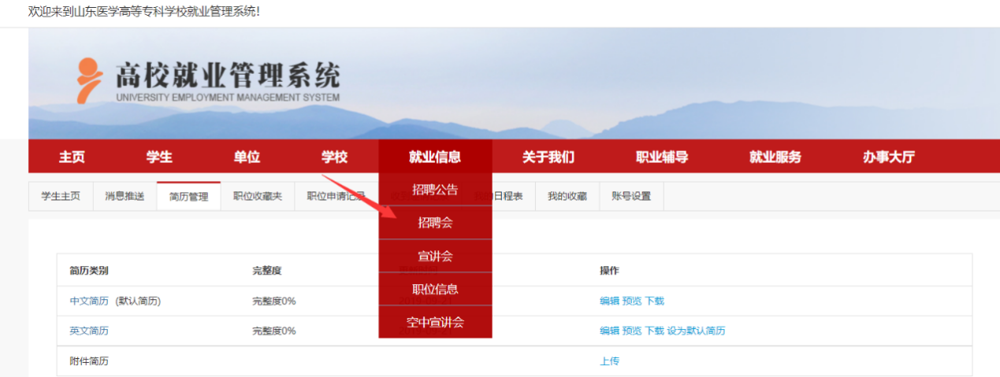 欢迎来到山东医学高等专科学校就业管理系统!
高校就业管理系统
UNIVERSITY EMPLOYMENT MANAGEMENT SYSTEM
主页 学生 单位 学校 就业信息 关于我们 职业辅导 就业服务 办事大厅
学生主页 消息推送 简历管理 职位收藏夹 职位申请记录 日程表 我的收藏 账号设置
招聘公告
招聘会
宣讲会
职位信息
空中宣讲会
简历类别 完整度 操作
中文简历 (默认简历) 完整度0% 编辑 预览 下载
英文简历 完整度0% 编辑 预览 下载 设为默认简历
附件简历 上传